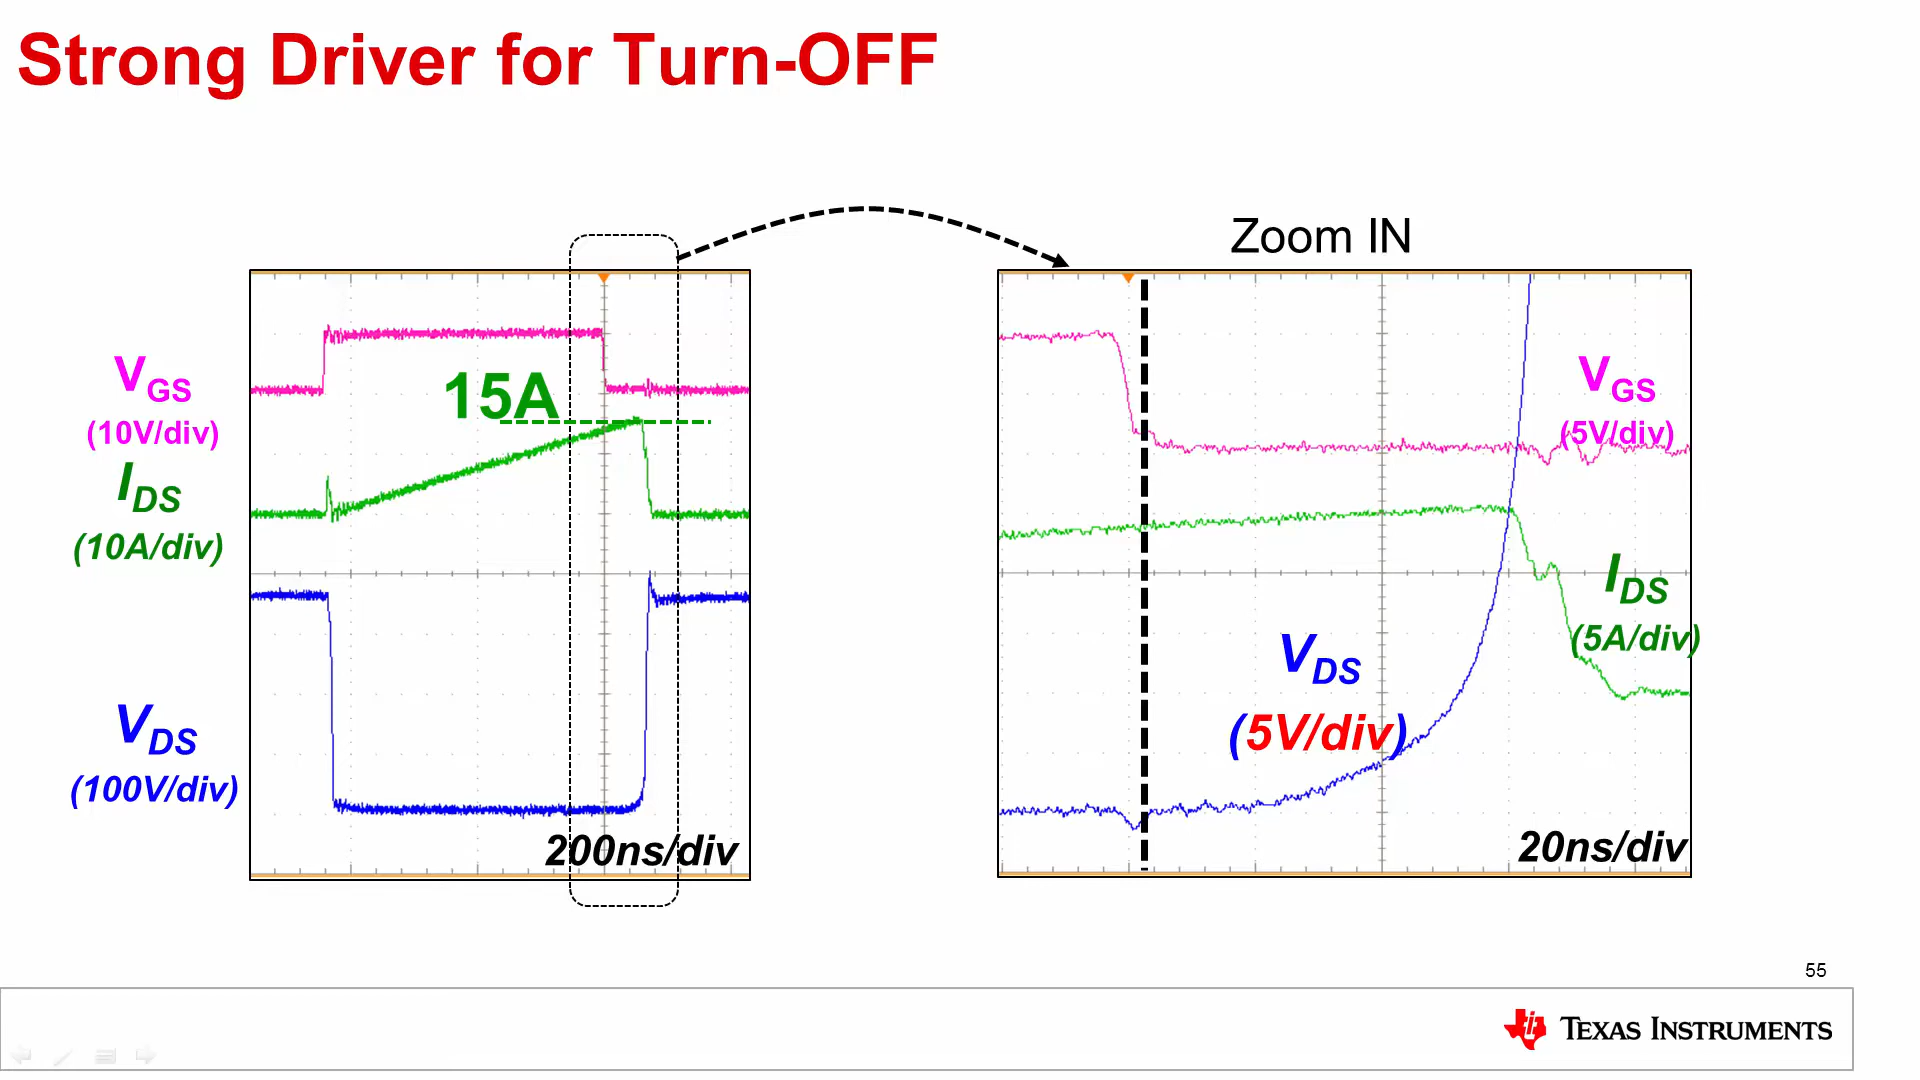 Strong Driver for Turn-OFF
Zoom IN
VGS
(10V/div)
IDS
(10A/div)
VDS
(100V/div)
15A
200ns/div
VGS
(5V/div)
IDS
(5A/div)
VDS
(5V/div)
20ns/div
55
TEXAS INSTRUMENTS